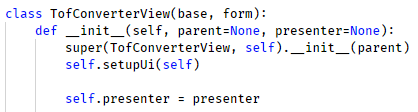 class TofConverterView(base, form):
    def __init__(self, parent=None, presenter=None):
        super(TofConverterView, self).__init__(parent)
        self.setupUi(self)
        self.presenter = presenter